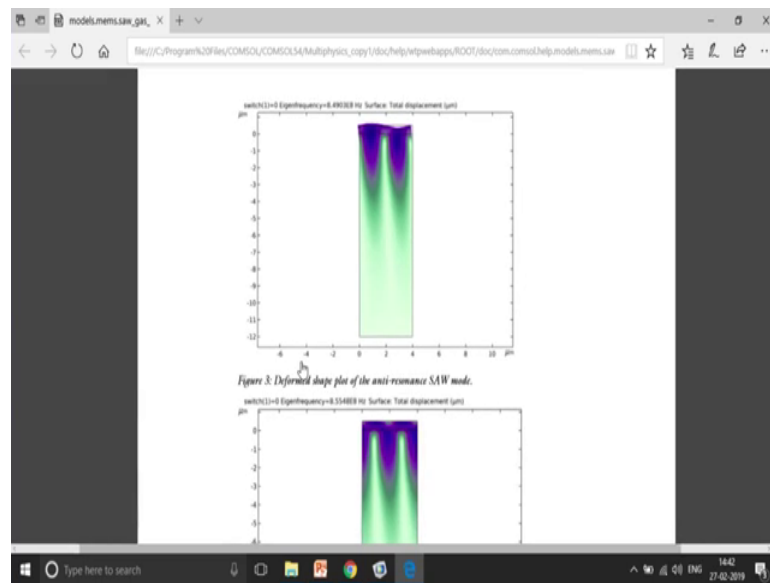 models.mems.saw_gas_
file:///C:/Program%20Files/COMSOL/COMSOL54/Multiphysics_copy1/doc/help/wtpwebapps/ROOT/doc/com.comsol.help.models.mems.saw
switch(1)=0 Eigenfrequency=8.4903E8 Hz Surface: Total displacement (μm)
μm
0
-1
-2
-3
-4
-5
-6
-7
-8
-9
-10
-11
-12
-6 -4 -2 0 2 4 6 8 10 μm
Figure 3: Deformed shape plot of the anti-resonance SAW mode.
switch(1)=0 Eigenfrequency=8.5548E8 Hz Surface: Total displacement (μm)
μm
0
-1
-2
-3
-4
-5
-6
Type here to search
ENG
14:42
27-02-2019